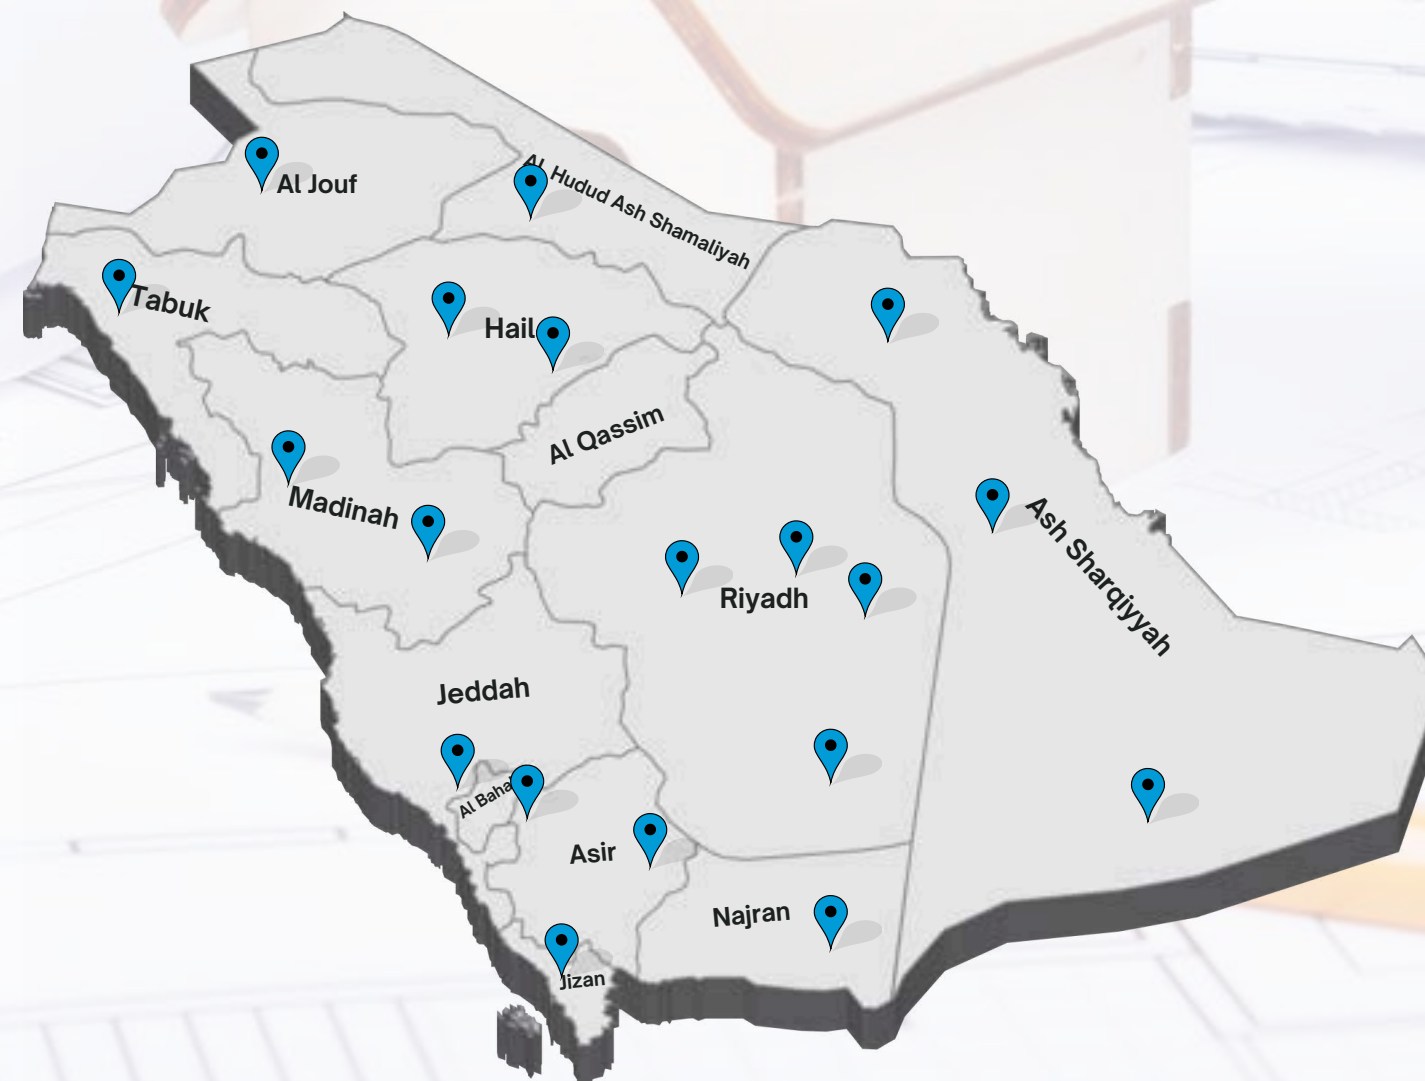 Al Jouf
Al Hudud Ash Shamaliyah
Tabuk
Hail
Al Qassim
Madinah
Ash Sharqiyyah
Riyadh
Jeddah
Al Baha
Asir
Najran
Jizan